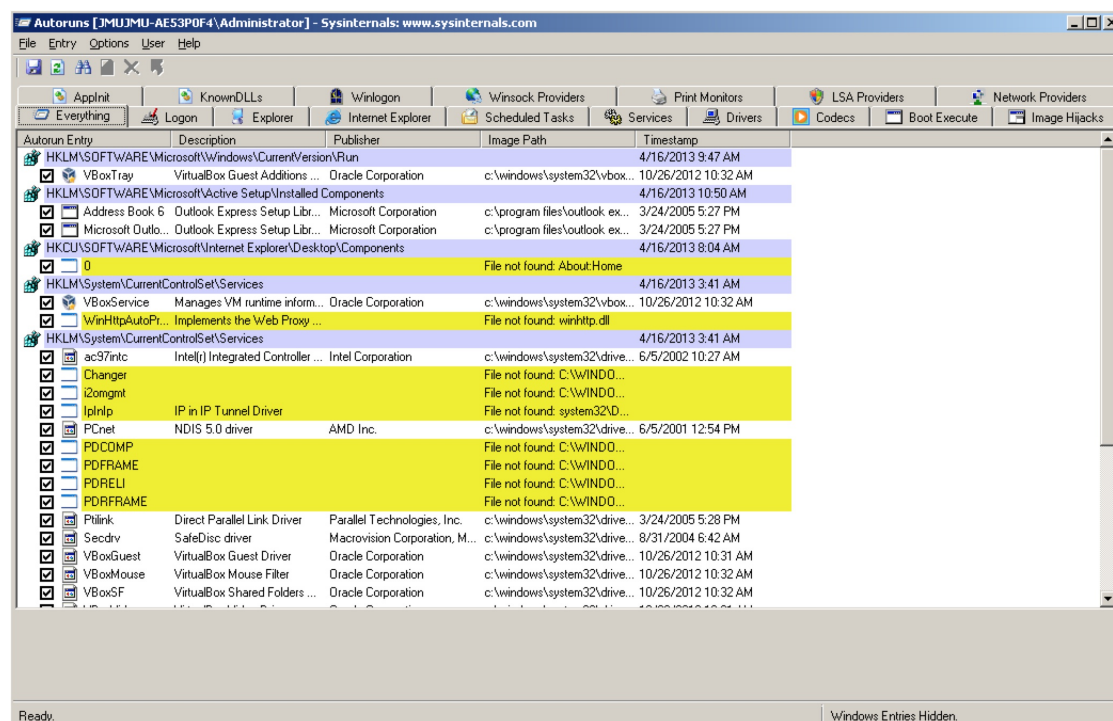 Autoruns [JMUJMU-AE53P0F4\Administrator] - Sysinternals: www.sysinternals.com
File Entry Options User Help
AppInit KnownDLLs Winlogon Winsock Providers Print Monitors LSA Providers Network Providers
Everything Logon Explorer Internet Explorer Scheduled Tasks Services Drivers Codecs Boot Execute Image Hijacks
Autorun Entry Description Publisher Image Path Timestamp
HKLM\SOFTWARE\Microsoft\Windows\CurrentVersion\Run 4/16/2013 9:47 AM
VBoxTray VirtualBox Guest Additions ... Oracle Corporation c:\windows\system32\vbox... 10/26/2012 10:32 AM
HKLM\SOFTWARE\Microsoft\Active Setup\Installed Components 4/16/2013 10:50 AM
Address Book 6 Outlook Express Setup Libr... Microsoft Corporation c:\program files\outlook ex... 3/24/2005 5:27 PM
Microsoft Outlo... Outlook Express Setup Libr... Microsoft Corporation c:\program files\outlook ex... 3/24/2005 5:27 PM
HKCU\SOFTWARE\Microsoft\Internet Explorer\Desktop\Components 4/16/2013 8:04 AM
0 File not found: About:Home
HKLM\System\CurrentControlSet\Services 4/16/2013 3:41 AM
VBoxService Manages VM runtime inform... Oracle Corporation c:\windows\system32\vbox... 10/26/2012 10:32 AM
WinHttpAutoPr... Implements the Web Proxy ... File not found: winhttp.dll
HKLM\System\CurrentControlSet\Services 4/16/2013 3:41 AM
ac97intc Intel(r) Integrated Controller ... Intel Corporation c:\windows\system32\drive... 6/5/2002 10:27 AM
Changer File not found: C:\WINDO...
i2omgmt File not found: C:\WINDO...
IpInIp IP in IP Tunnel Driver File not found: system32\D...
PCnet NDIS 5.0 driver AMD Inc. c:\windows\system32\drive... 6/5/2001 12:54 PM
PDCOMP File not found: C:\WINDO...
PDFRAME File not found: C:\WINDO...
PDRELI File not found: C:\WINDO...
PDRFRAME File not found: C:\WINDO...
Ptilink Direct Parallel Link Driver Parallel Technologies, Inc. c:\windows\system32\drive... 3/24/2005 5:28 PM
Secdrv SafeDisc driver Macrovision Corporation, M... c:\windows\system32\drive... 8/31/2004 6:42 AM
VBoxGuest VirtualBox Guest Driver Oracle Corporation c:\windows\system32\drive... 10/26/2012 10:31 AM
VBoxMouse VirtualBox Mouse Filter Oracle Corporation c:\windows\system32\drive... 10/26/2012 10:32 AM
VBoxSF VirtualBox Shared Folders ... Oracle Corporation c:\windows\system32\drive... 10/26/2012 10:32 AM
Ready. Windows Entries Hidden.